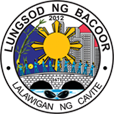 LUNGSOD NG BACOOR
2012
LALAWIGAN NG CAVITE